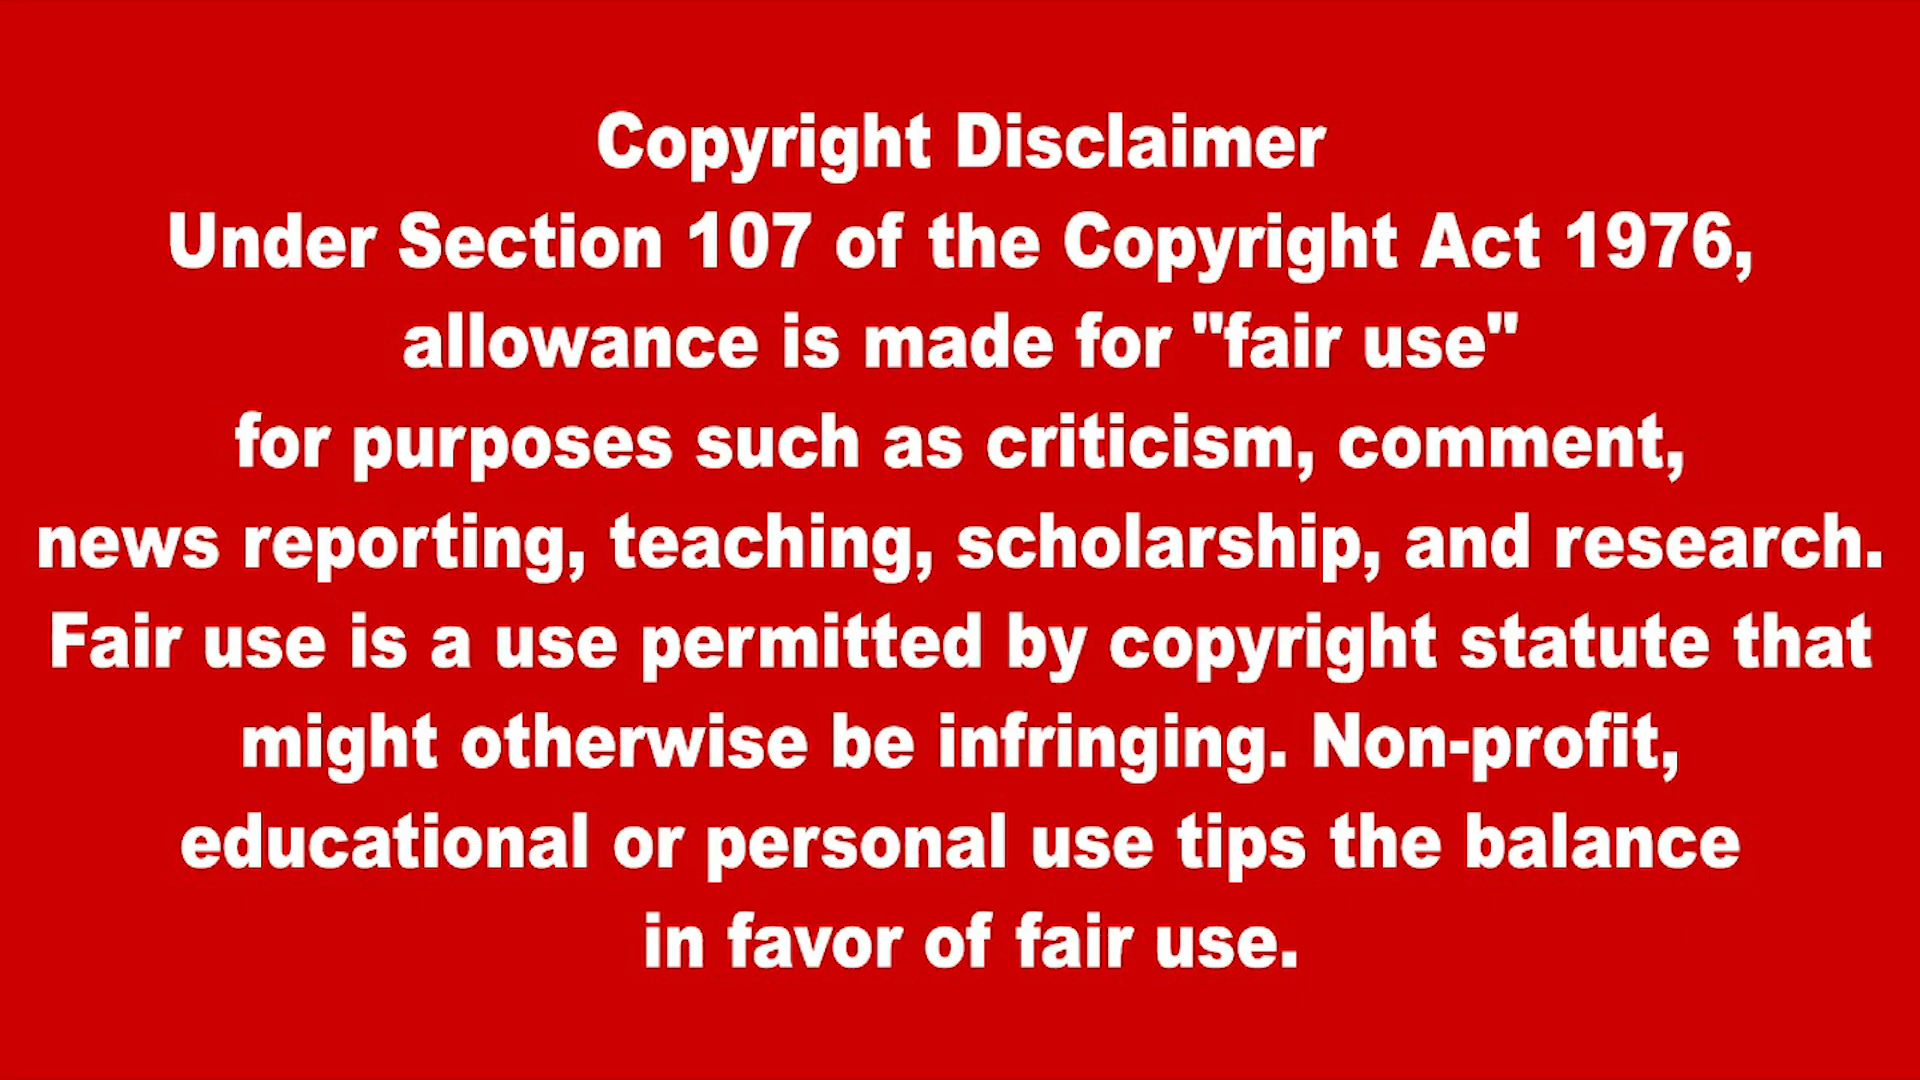 Copyright Disclaimer
Under Section 107 of the Copyright Act 1976,
allowance is made for "fair use"
for purposes such as criticism, comment,
news reporting, teaching, scholarship, and research.
Fair use is a use permitted by copyright statute that
might otherwise be infringing. Non-profit,
educational or personal use tips the balance
in favor of fair use.